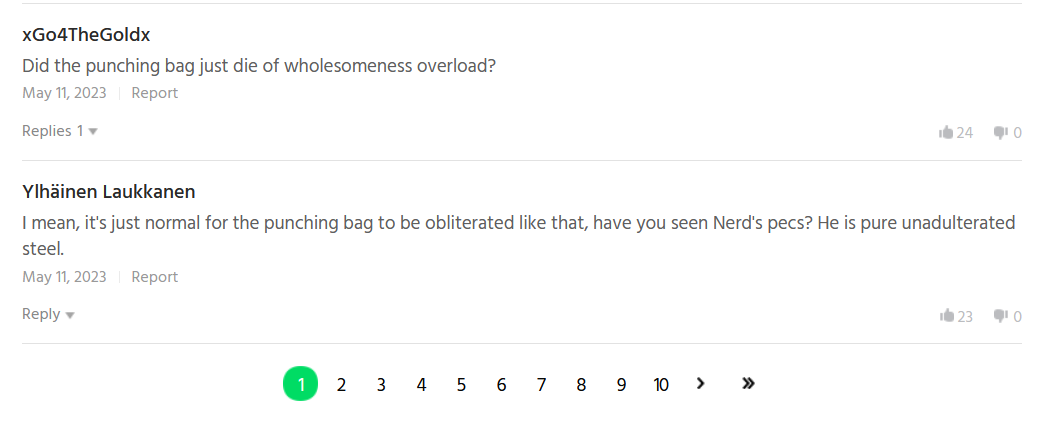 xGo4TheGoldx
Did the punching bag just die of wholesomeness overload?
May 11, 2023 Report
Replies 1
24 0
Ylhäinen Laukkanen
I mean, it's just normal for the punching bag to be obliterated like that, have you seen Nerd's pecs? He is pure unadulterated
steel.
May 11, 2023 Report
Reply
23 0
1 2 3 4 5 6 7 8 9 10 › »